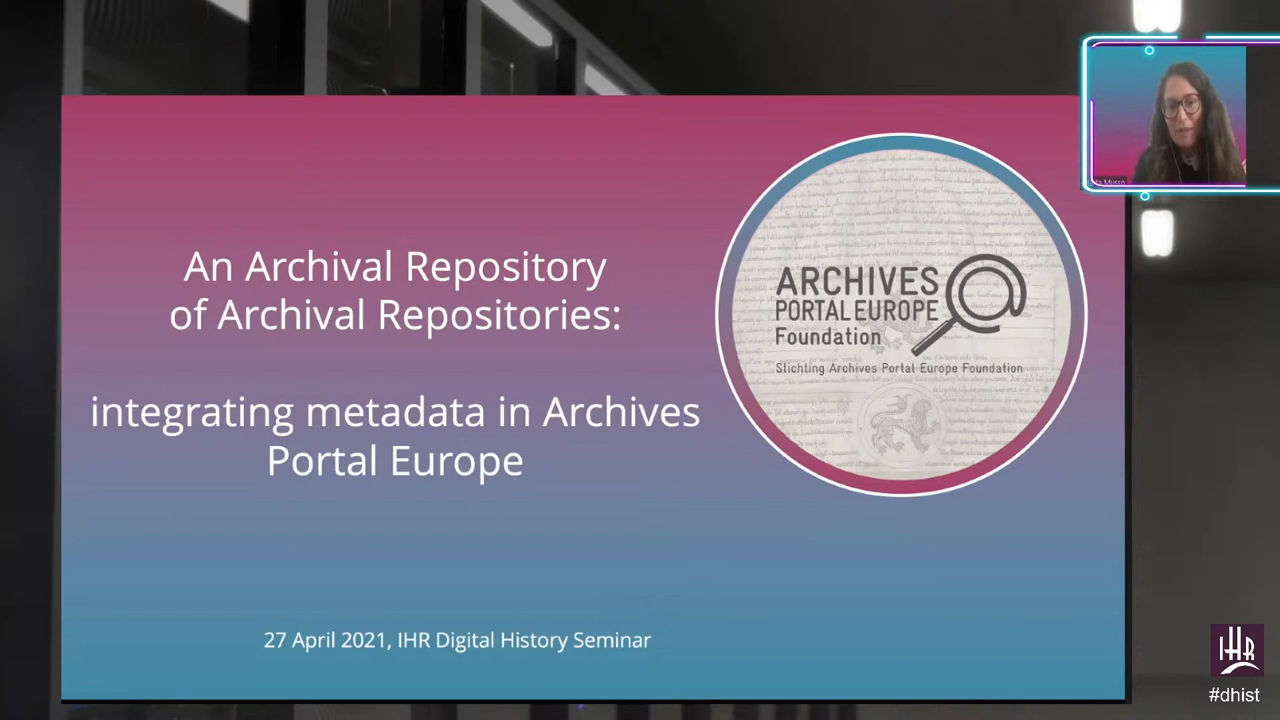 An Archival Repository
of Archival Repositories:
integrating metadata in Archives
Portal Europe
ARCHIVES
PORTAL EUROPE
Foundation
Stichting Archives Portal Europe Foundation
27 April 2021, IHR Digital History Seminar
Musso
IHR
#dhist